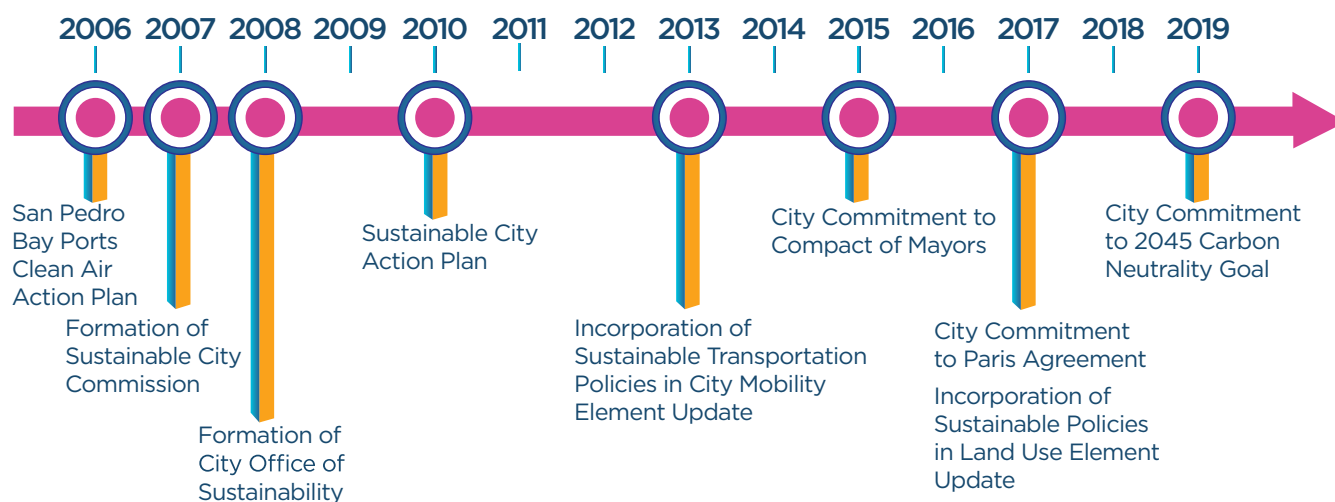 2006 2007 2008 2009 2010 2011 2012 2013 2014 2015 2016 2017 2018 2019
San Pedro
Bay Ports
Clean Air
Action Plan
Formation of
Sustainable City
Commission
Formation of
City Office of
Sustainability
Sustainable City
Action Plan
Incorporation of
Sustainable Transportation
Policies in City Mobility
Element Update
City Commitment to
Compact of Mayors
City Commitment
to Paris Agreement
Incorporation of
Sustainable Policies
in Land Use Element
Update
City Commitment
to 2045 Carbon
Neutrality Goal